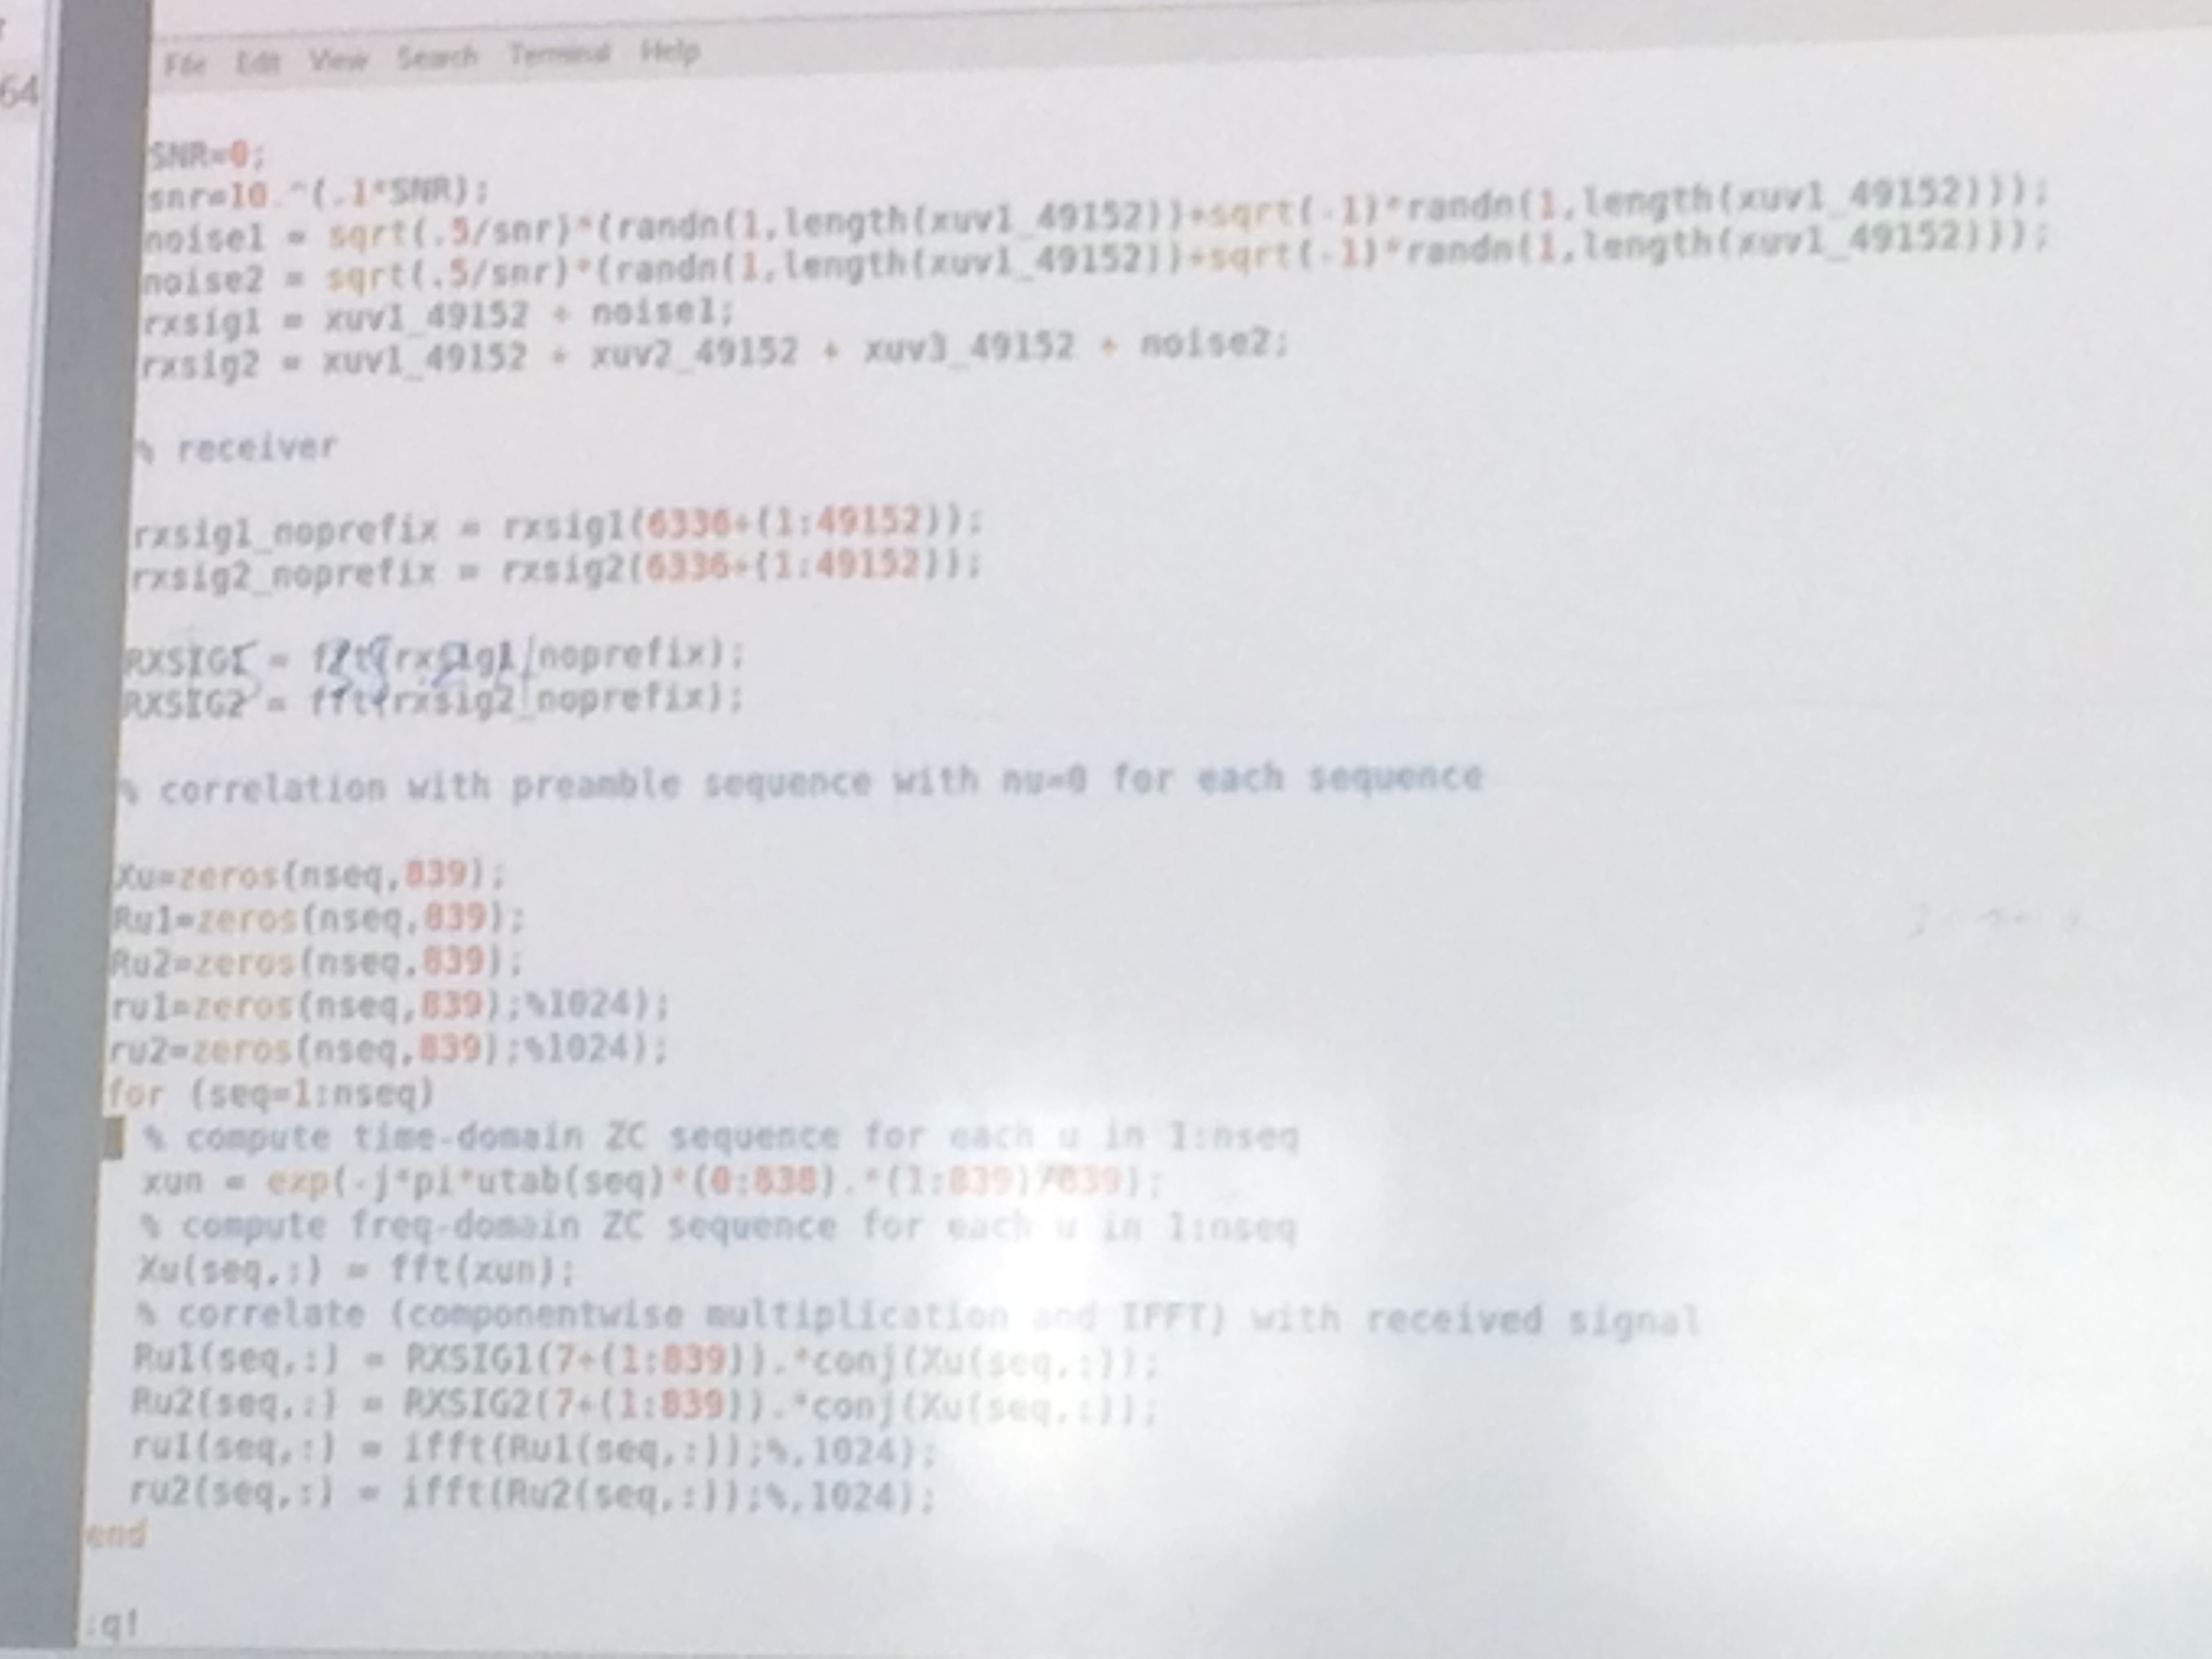 64
File Edit View Search Terminal Help
SNR=0;
snr=10.^(.1*SNR);
noise1 = sqrt(.5/snr)*(randn(1,length(xuv1_49152))+sqrt(-1)*randn(1,length(xuv1_49152)));
noise2 = sqrt(.5/snr)*(randn(1,length(xuv1_49152))+sqrt(-1)*randn(1,length(xuv1_49152)));
rxsig1 = xuv1_49152 + noise1;
rxsig2 = xuv1_49152 + xuv2_49152 + xuv3_49152 + noise2;
% receiver
rxsig1_noprefix = rxsig1(6336+(1:49152));
rxsig2_noprefix = rxsig2(6336+(1:49152));
RXSIG1 = fft(rxsig1_noprefix);
RXSIG2 = fft(rxsig2_noprefix);
% correlation with preamble sequence with nu=0 for each sequence
Xu=zeros(nseq,839);
Ru1=zeros(nseq,839);
Ru2=zeros(nseq,839);
ru1=zeros(nseq,839);%1024);
ru2=zeros(nseq,839);%1024);
for (seq=1:nseq)
% compute time-domain ZC sequence for each u in 1:nseq
xun = exp(-j*pi*utab(seq)*(0:838).*(1:839)/839);
% compute freq-domain ZC sequence for each u in 1:nseq
Xu(seq,:) = fft(xun);
% correlate (componentwise multiplication and IFFT) with received signal
Ru1(seq,:) = RXSIG1(7+(1:839)).*conj(Xu(seq,:));
Ru2(seq,:) = RXSIG2(7+(1:839)).*conj(Xu(seq,:));
ru1(seq,:) = ifft(Ru1(seq,:));%,1024);
ru2(seq,:) = ifft(Ru2(seq,:));%,1024);
end
:q!